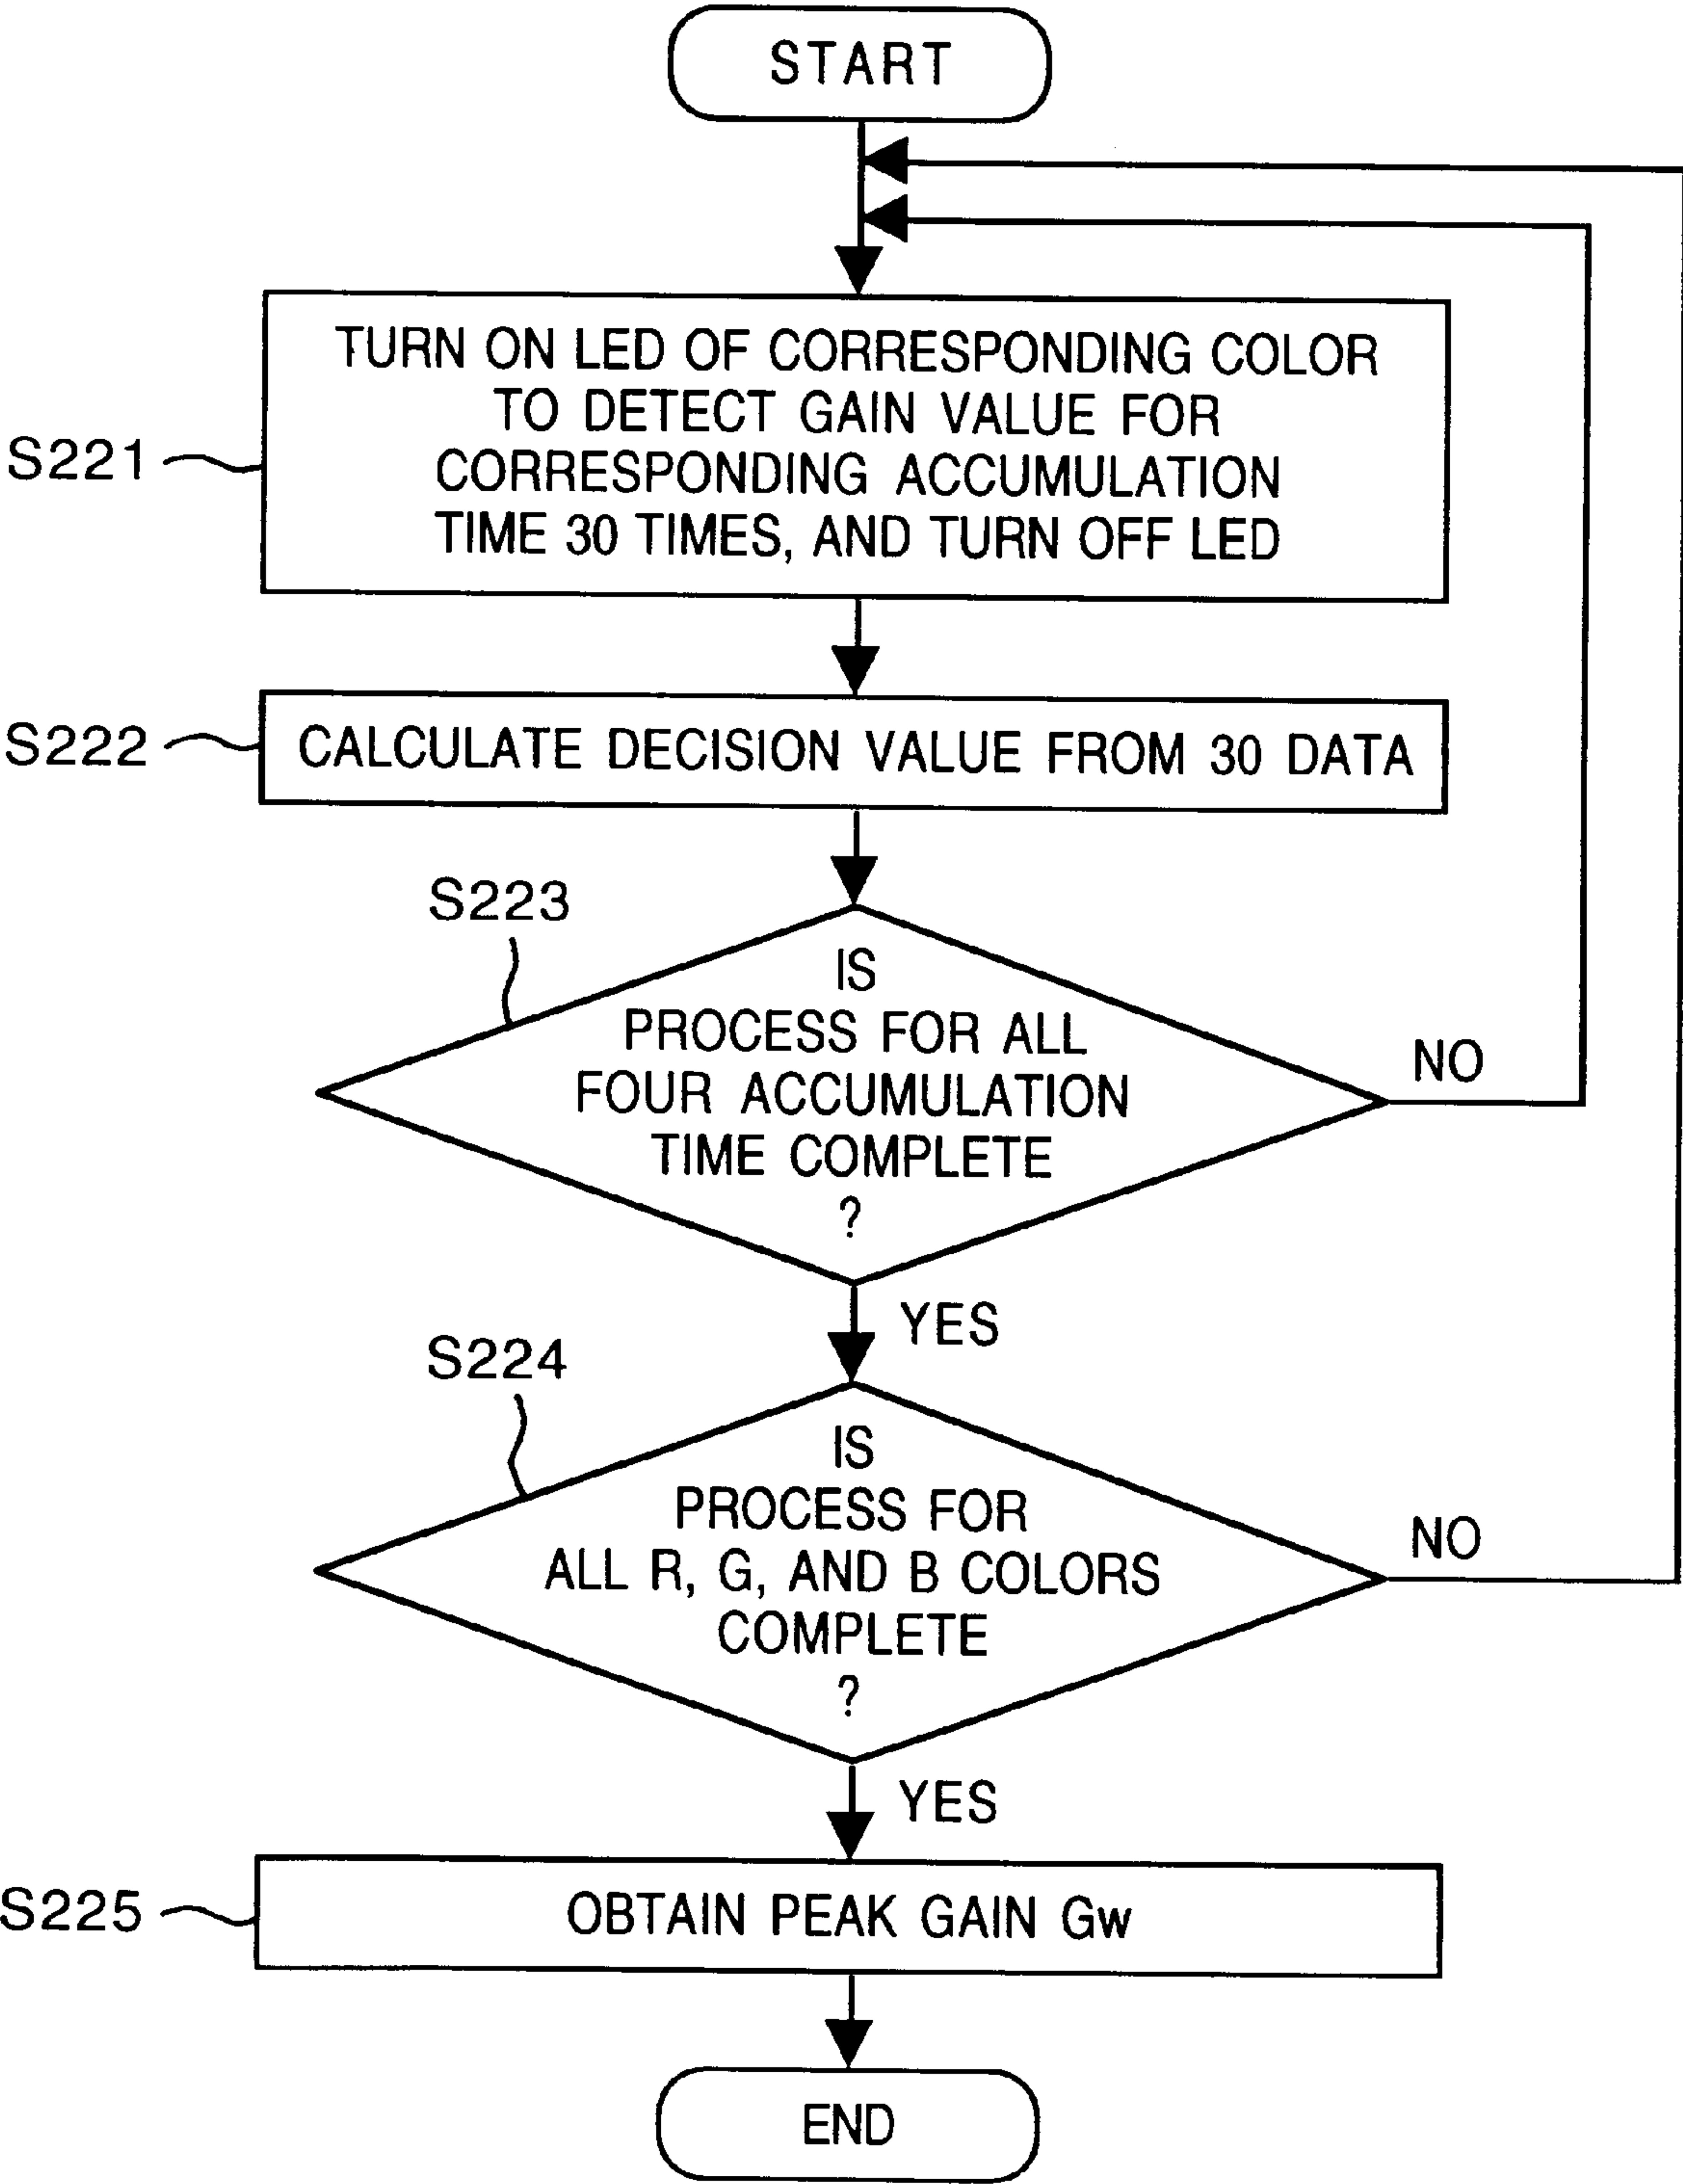 START
TURN ON LED OF CORRESPONDING COLOR
TO DETECT GAIN VALUE FOR
CORRESPONDING ACCUMULATION
TIME 30 TIMES, AND TURN OFF LED
S221
S222
CALCULATE DECISION VALUE FROM 30 DATA
S223
IS
PROCESS FOR ALL
FOUR ACCUMULATION
TIME COMPLETE
?
NO
YES
S224
IS
PROCESS FOR
ALL R, G, AND B COLORS
COMPLETE
?
NO
YES
S225
OBTAIN PEAK GAIN Gw
END